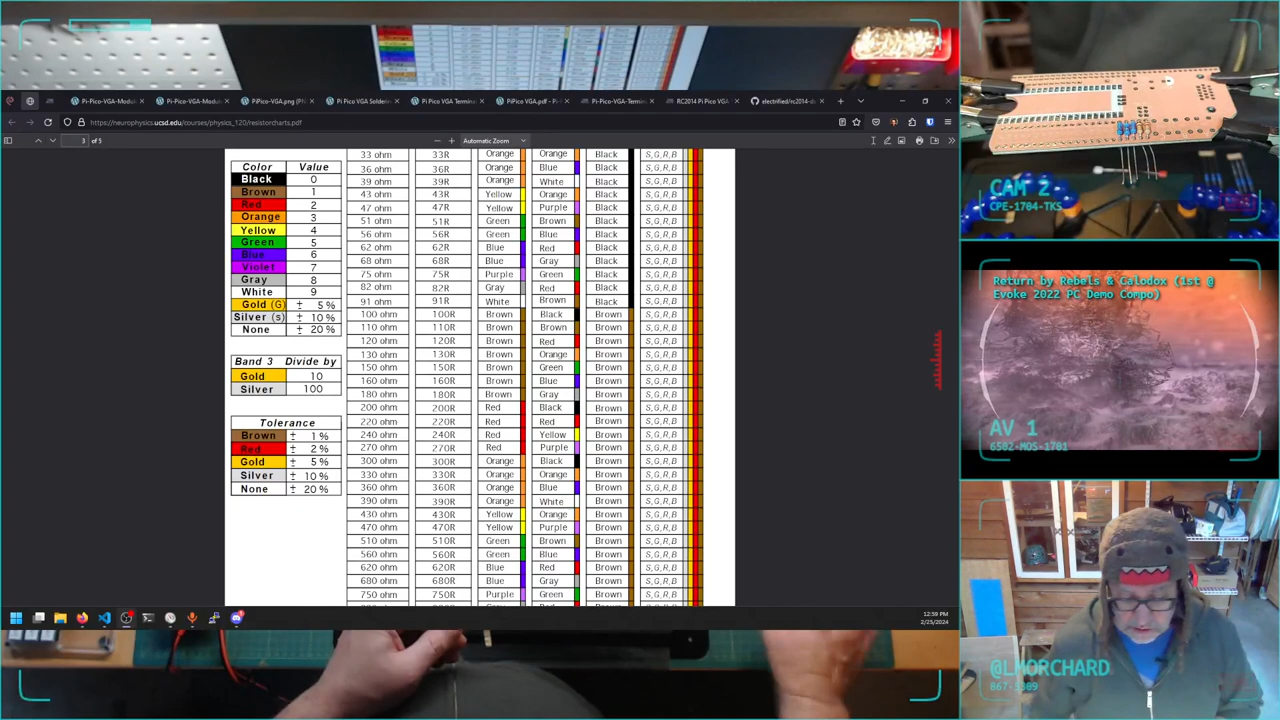 Pi-Pico-VGA-Modu
Pi-Pico-VGA-Modu
PiPico-VGA.png (PN
Pi Pico VGA Solderin
Pi Pico VGA Termina
PiPico VGA.pdf - Pi-
Pi-Pico-VGA-Termin
RC2014 Pi Pico VGA
electrified/rc2014-
https://neurophysics.ucsd.edu/courses/physics_120/resistorcharts.pdf
3 of 5
Automatic Zoom
Color Value
Black 0
Brown 1
Red 2
Orange 3
Yellow 4
Green 5
Blue 6
Violet 7
Gray 8
White 9
Gold (G) ± 5 %
Silver (s) ± 10 %
None ± 20 %
Band 3 Divide by
Gold 10
Silver 100
Tolerance
Brown ± 1 %
Red ± 2 %
Gold ± 5 %
Silver ± 10 %
None ± 20 %
33 ohm 33R Orange Orange Black S,G,R,B
36 ohm 36R Orange Blue Black S,G,R,B
39 ohm 39R Orange White Black S,G,R,B
43 ohm 43R Yellow Orange Black S,G,R,B
47 ohm 47R Yellow Purple Black S,G,R,B
51 ohm 51R Green Brown Black S,G,R,B
56 ohm 56R Green Blue Black S,G,R,B
62 ohm 62R Blue Red Black S,G,R,B
68 ohm 68R Blue Gray Black S,G,R,B
75 ohm 75R Purple Green Black S,G,R,B
82 ohm 82R Gray Red Black S,G,R,B
91 ohm 91R White Brown Black S,G,R,B
100 ohm 100R Brown Black Brown S,G,R,B
110 ohm 110R Brown Brown Brown S,G,R,B
120 ohm 120R Brown Red Brown S,G,R,B
130 ohm 130R Brown Orange Brown S,G,R,B
150 ohm 150R Brown Green Brown S,G,R,B
160 ohm 160R Brown Blue Brown S,G,R,B
180 ohm 180R Brown Gray Brown S,G,R,B
200 ohm 200R Red Black Brown S,G,R,B
220 ohm 220R Red Red Brown S,G,R,B
240 ohm 240R Red Yellow Brown S,G,R,B
270 ohm 270R Red Purple Brown S,G,R,B
300 ohm 300R Orange Black Brown S,G,R,B
330 ohm 330R Orange Orange Brown S,G,R,B
360 ohm 360R Orange Blue Brown S,G,R,B
390 ohm 390R Orange White Brown S,G,R,B
430 ohm 430R Yellow Orange Brown S,G,R,B
470 ohm 470R Yellow Purple Brown S,G,R,B
510 ohm 510R Green Brown Brown S,G,R,B
560 ohm 560R Green Blue Brown S,G,R,B
620 ohm 620R Blue Red Brown S,G,R,B
680 ohm 680R Blue Gray Brown S,G,R,B
750 ohm 750R Purple Green Brown S,G,R,B
12:59 PM
2/25/2024
CAM 2
CPE-1704-TKS
Return by Rebels & Calodox (1st @
Evoke 2022 PC Demo Compo)
AV 1
6502-MOS-1701
@LMORCHARD
867-5309